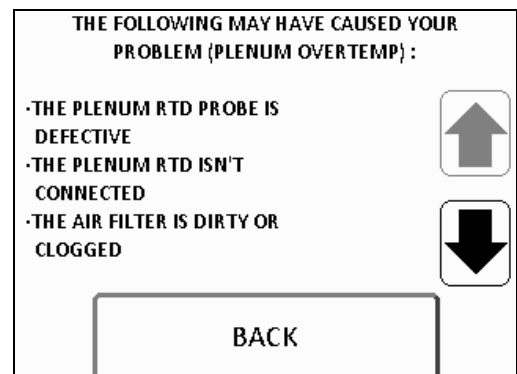 THE FOLLOWING MAY HAVE CAUSED YOUR
PROBLEM (PLENUM OVERTEMP) :
·THE PLENUM RTD PROBE IS
DEFECTIVE
·THE PLENUM RTD ISN'T
CONNECTED
·THE AIR FILTER IS DIRTY OR
CLOGGED
BACK